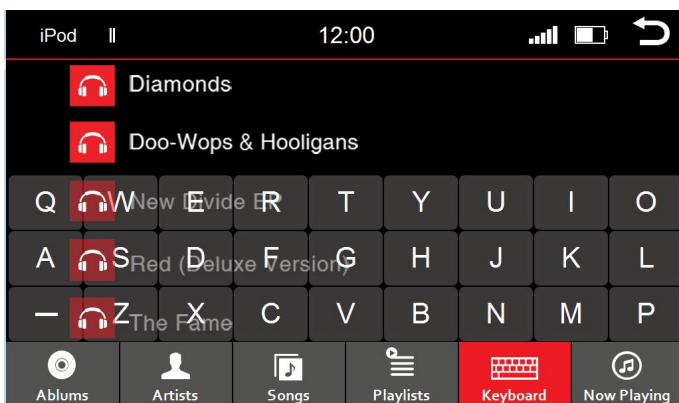 iPod 12:00
Diamonds
Doo-Wops & Hooligans
New Divide EP
Q W E R T Y U I O
Red (Deluxe Version)
A S D F G H J K L
The Fame
— Z X C V B N M P
Ablums Artists Songs Playlists Keyboard Now Playing